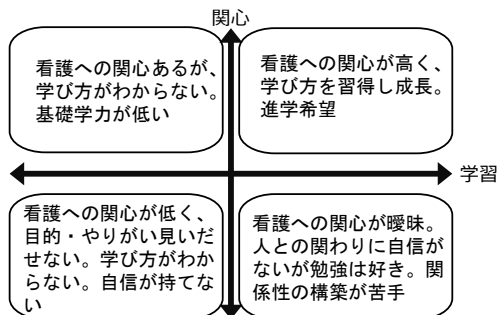 関心
看護への関心あるが、
学び方がわからない。
基礎学力が低い
看護への関心が高く、
学び方を習得し成長。
進学希望
学習
看護への関心が低く、
目的・やりがい見いだ
せない。学び方がわか
らない。自信が持てな
い
看護への関心が曖昧。
人との関わりに自信が
ないが勉強は好き。関
係性の構築が苦手